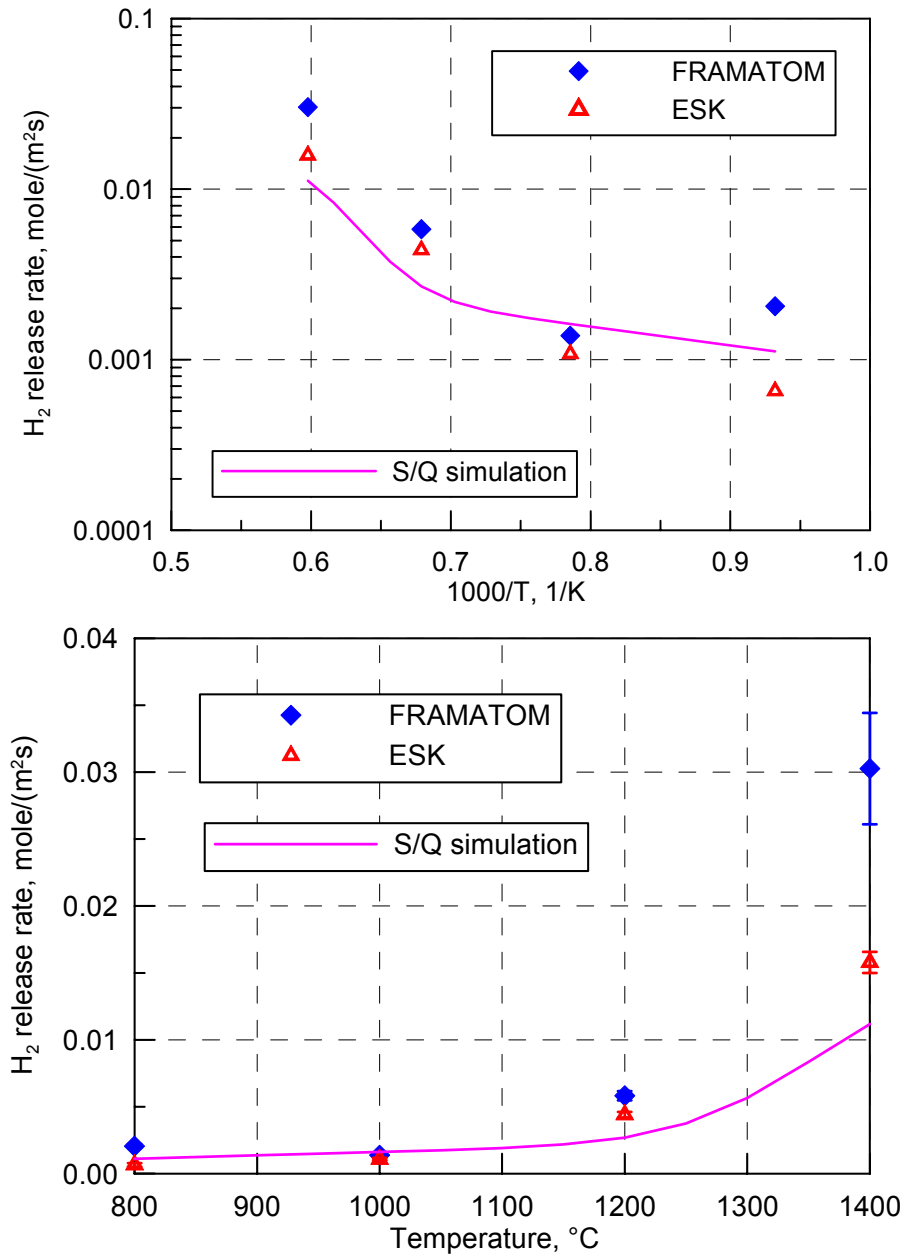 0.1
0.01
0.001
0.0001
H₂ release rate, mole/(m²s)
FRAMATOM
ESK
S/Q simulation
0.5 0.6 0.7 0.8 0.9 1.0
1000/T, 1/K
0.04
0.03
0.02
0.01
0.00
H₂ release rate, mole/(m²s)
FRAMATOM
ESK
S/Q simulation
800 900 1000 1100 1200 1300 1400
Temperature, °C